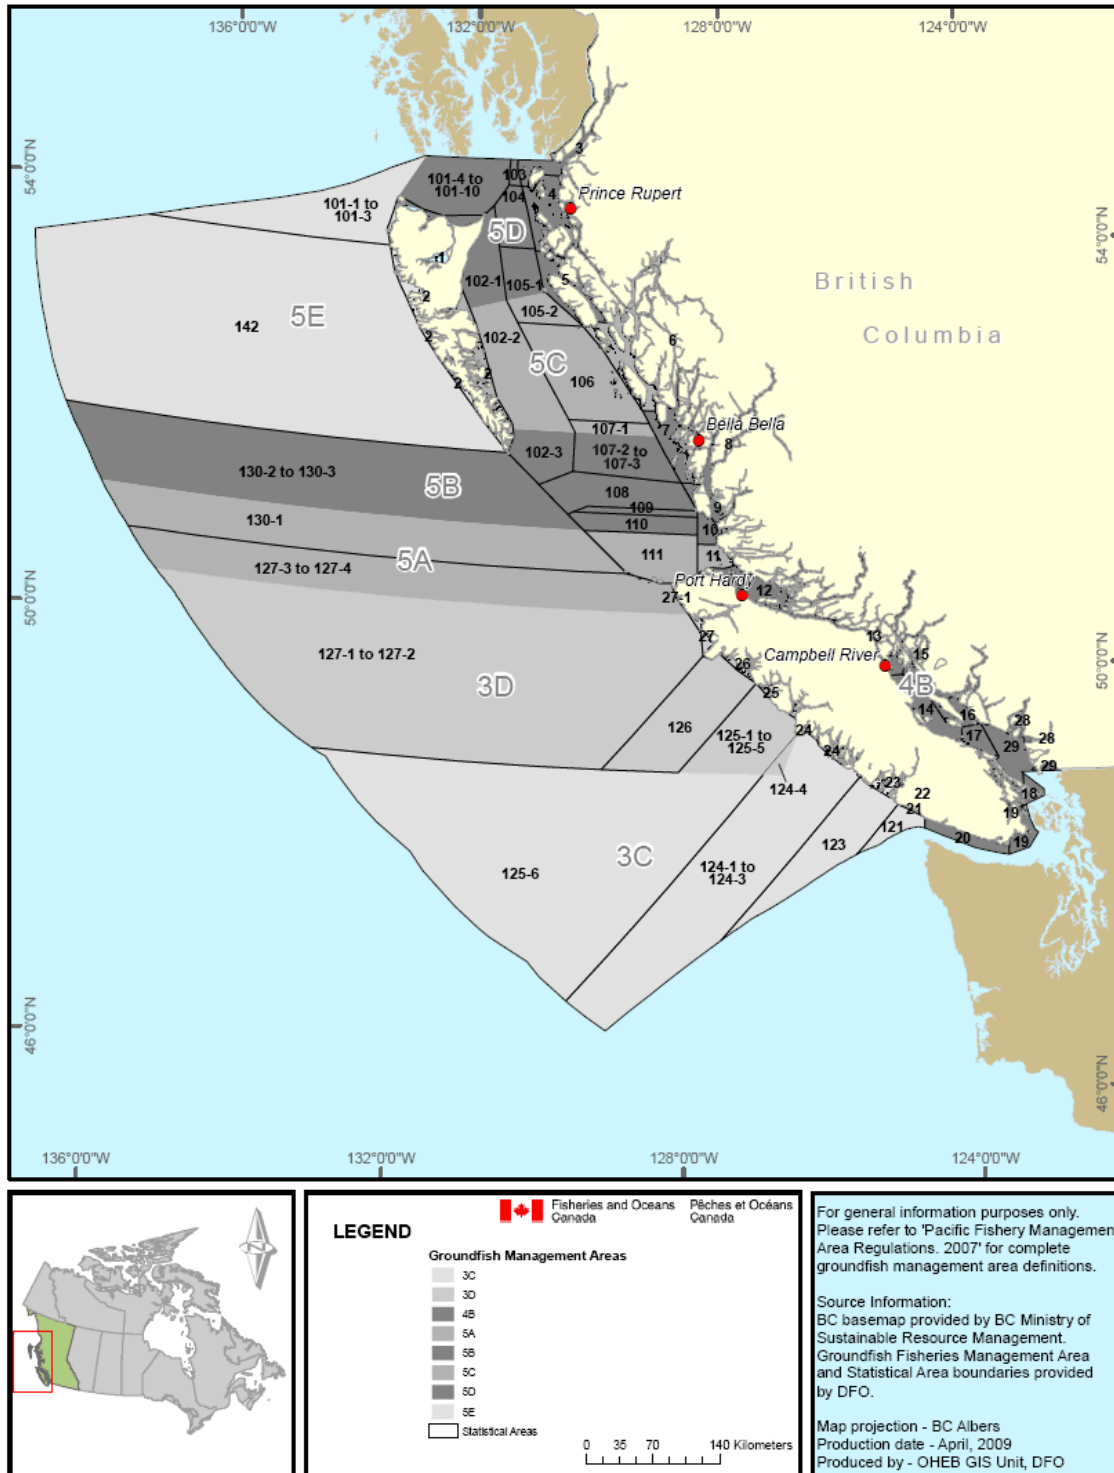 136°0'0"W
132°0'0"W
128°0'0"W
124°0'0"W
54°0'0"N
54°0'0"N
3
103
101-4 to
101-10
104
4
Prince Rupert
101-1 to
101-3
5D
1
5
British
102-1
105-1
2
105-2
142
5E
Columbia
2
102-2
6
5C
2
106
2
107-1
7
Bella Bella
8
102-3
107-2 to
107-3
130-2 to 130-3
5B
108
109
9
130-1
110
10
111
11
5A
127-3 to 127-4
Port Hardy
12
27-1
50°0'0"N
50°0'0"N
27
13
127-1 to 127-2
Campbell River
15
26
3D
25
4B
14
16
28
126
125-1 to
125-5
24
17
28
24
29
29
124-4
23
22
18
21
19
121
20
19
123
3C
124-1 to
124-3
125-6
46°0'0"N
46°0'0"N
136°0'0"W
132°0'0"W
128°0'0"W
124°0'0"W
Fisheries and Oceans
Canada
Pêches et Océans
Canada
LEGEND
Groundfish Management Areas
3C
3D
4B
5A
5B
5C
5D
5E
Statistical Areas
0 35 70 140 Kilometers
For general information purposes only.
Please refer to 'Pacific Fishery Managemen
Area Regulations. 2007' for complete
groundfish management area definitions.
Source Information:
BC basemap provided by BC Ministry of
Sustainable Resource Management.
Groundfish Fisheries Management Area
and Statistical Area boundaries provided
by DFO.
Map projection - BC Albers
Production date - April, 2009
Produced by - OHEB GIS Unit, DFO